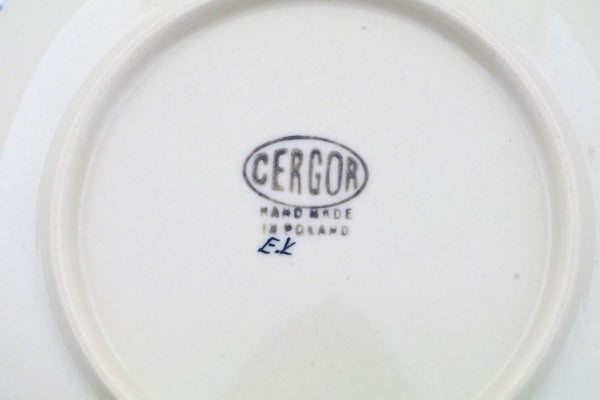 CERGOR
HAND MADE
IN POLAND
E.K